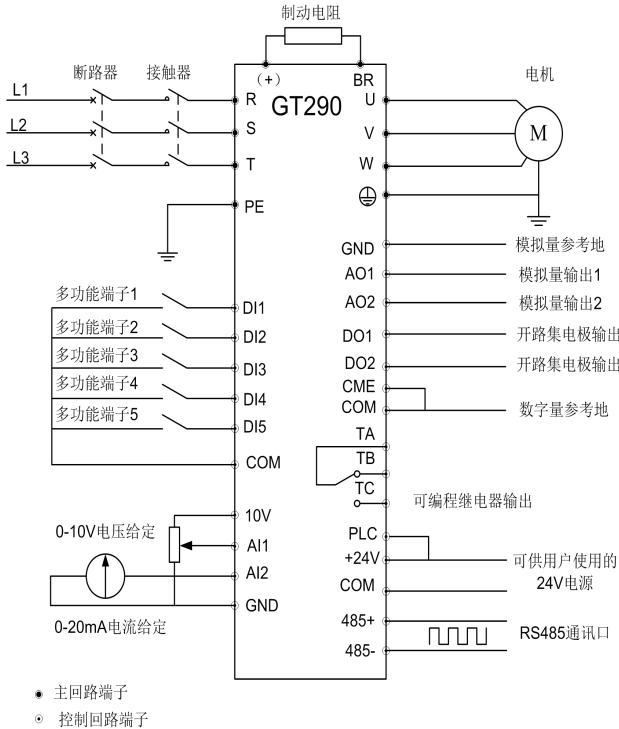 制动电阻
断路器
接触器
电机
(+)
BR
GT290
L1
R
U
L2
S
V
M
L3
T
W
PE
GND
模拟量参考地
AO1
模拟量输出1
AO2
模拟量输出2
多功能端子1
DI1
DO1
开路集电极输出
多功能端子2
DI2
DO2
开路集电极输出
多功能端子3
DI3
CME
多功能端子4
DI4
COM
数字量参考地
多功能端子5
DI5
TA
COM
TB
TC
可编程继电器输出
10V
0-10V电压给定
AI1
PLC
+24V
可供用户使用的
24V电源
AI2
COM
GND
0-20mA电流给定
485+
RS485通讯口
485-
主回路端子
控制回路端子